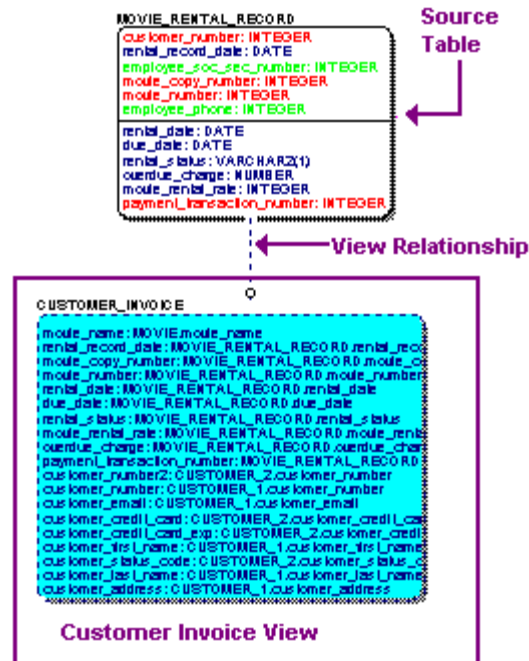 MOVIE_RENTAL_RECORD
Source
Table
customer_number: INTEGER
rental_record_date: DATE
employee_soc_sec_number: INTEGER
movie_copy_number: INTEGER
movie_number: INTEGER
employee_phone: INTEGER
rental_date: DATE
due_date: DATE
rental_status: VARCHAR2(1)
overdue_charge: NUMBER
movie_rental_rate: INTEGER
payment_transaction_number: INTEGER
View Relationship
CUSTOMER_INVOICE
movie_name: MOVIE.movie_name
rental_record_date: MOVIE_RENTAL_RECORD.rental_reco
movie_copy_number: MOVIE_RENTAL_RECORD.movie_c
movie_number: MOVIE_RENTAL_RECORD.movie_number
rental_date: MOVIE_RENTAL_RECORD.rental_date
due_date: MOVIE_RENTAL_RECORD.due_date
rental_status: MOVIE_RENTAL_RECORD.rental_status
movie_rental_rate: MOVIE_RENTAL_RECORD.movie_renta
overdue_charge: MOVIE_RENTAL_RECORD.overdue_char
payment_transaction_number: MOVIE_RENTAL_RECORD
customer_number2: CUSTOMER_2.customer_number
customer_number: CUSTOMER_1.customer_number
customer_email: CUSTOMER_1.customer_email
customer_credit_card: CUSTOMER_2.customer_credit_car
customer_credit_card_exp: CUSTOMER_2.customer_credi
customer_first_name: CUSTOMER_1.customer_first_name
customer_status_code: CUSTOMER_2.customer_status_c
customer_last_name: CUSTOMER_1.customer_last_name
customer_address: CUSTOMER_1.customer_address
Customer Invoice View